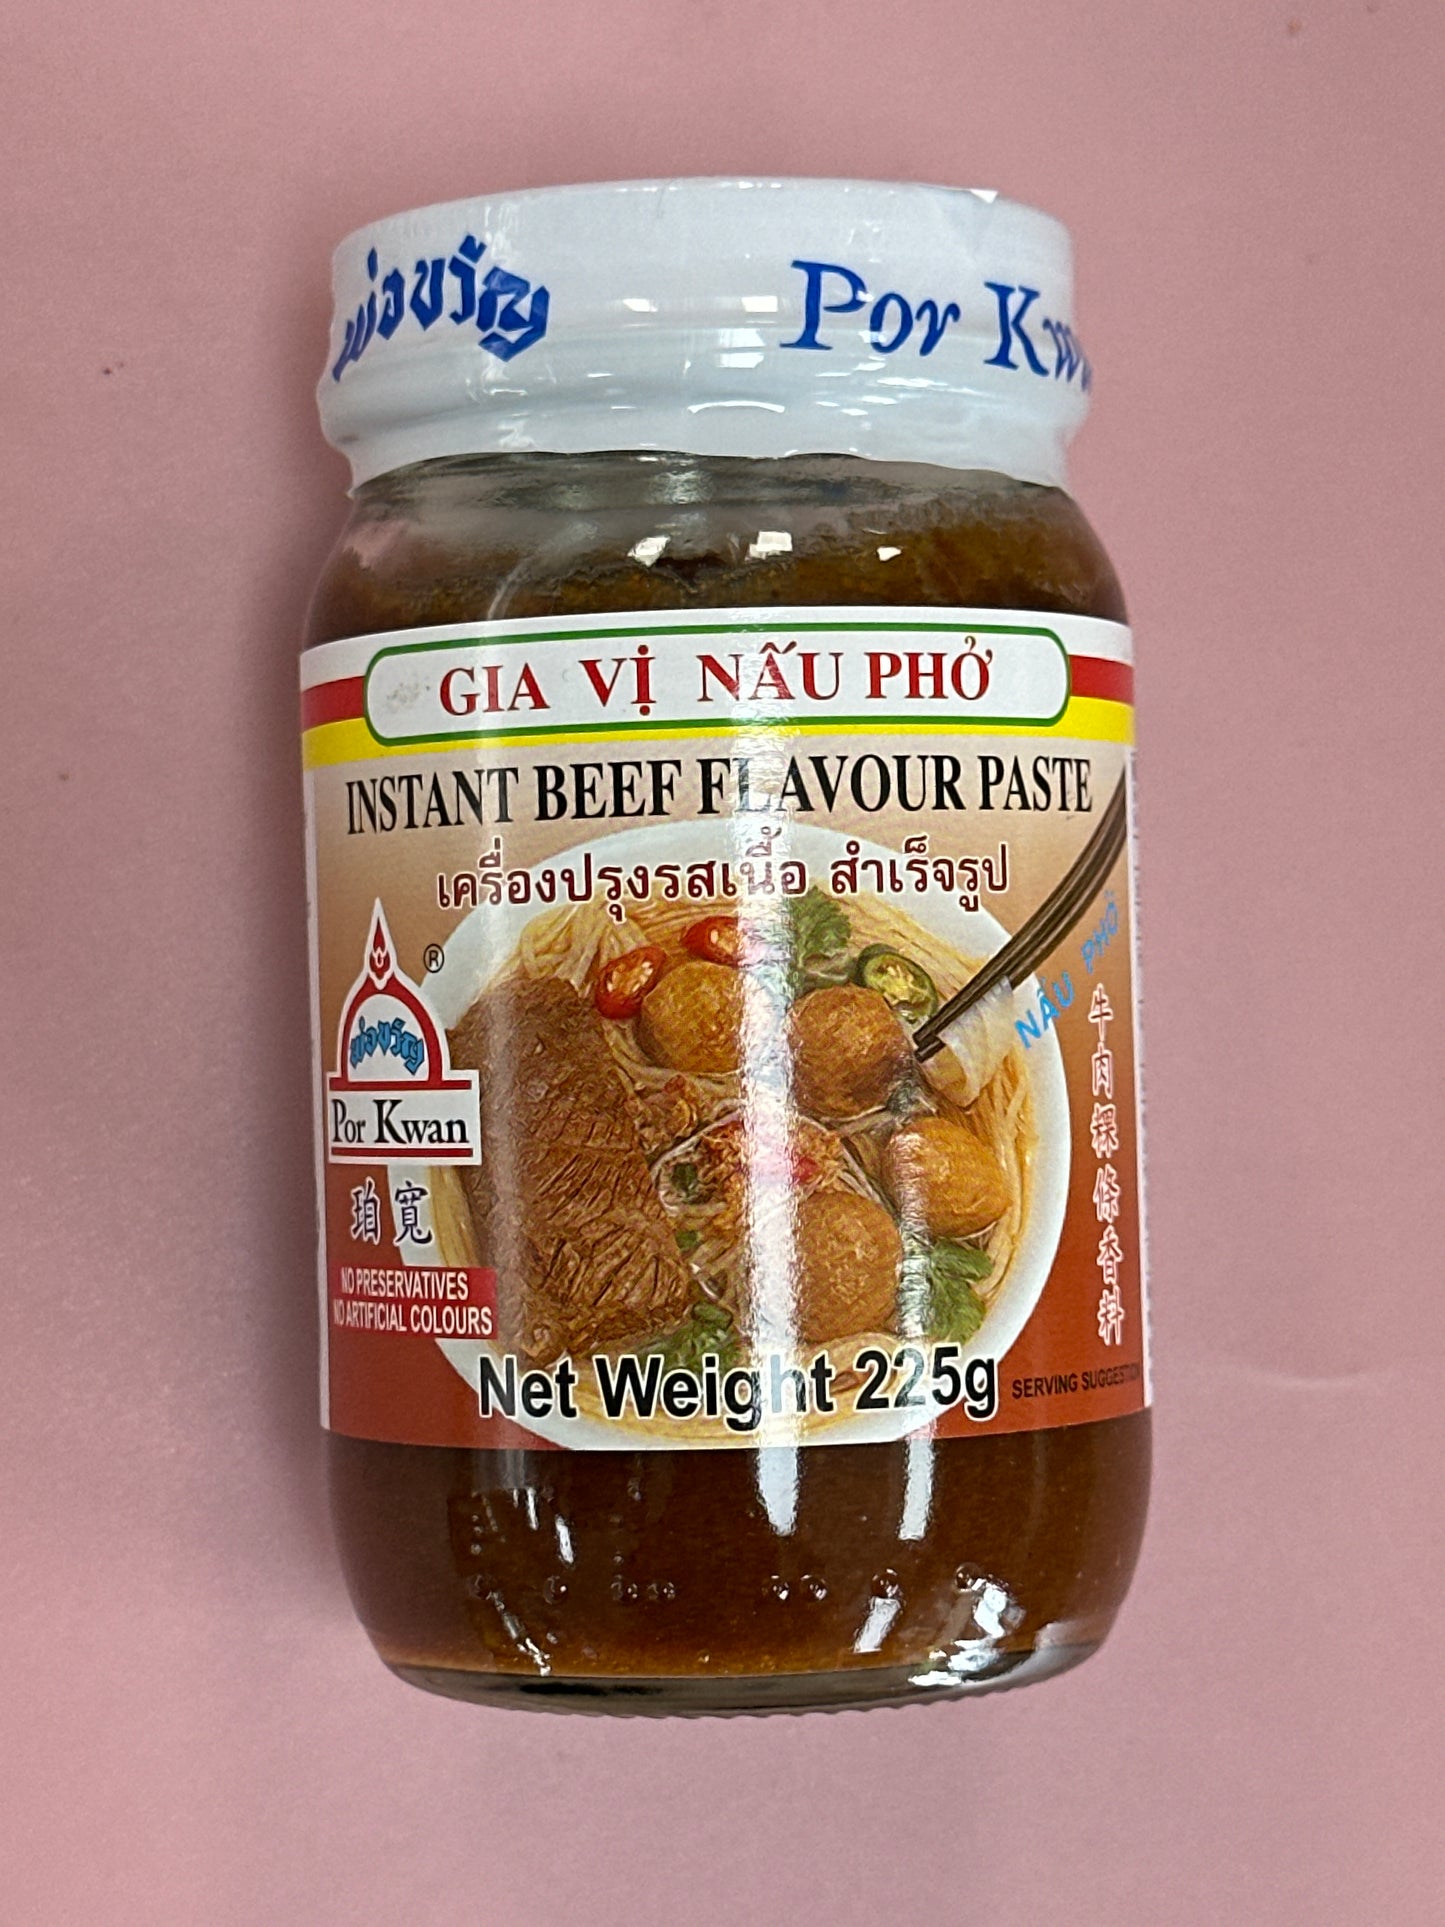 พ่อขวัญ
Por Kw
GIA VỊ NẤU PHỞ
INSTANT BEEF FLAVOUR PASTE
เครื่องปรุงรสเนื้อ สำเร็จรูป
®
พ่อขวัญ
Por Kwan
珀寬
NẤU PHỞ
牛肉粿條香料
NO PRESERVATIVES
NO ARTIFICIAL COLOURS
Net Weight 225g
SERVING SUGGESTION